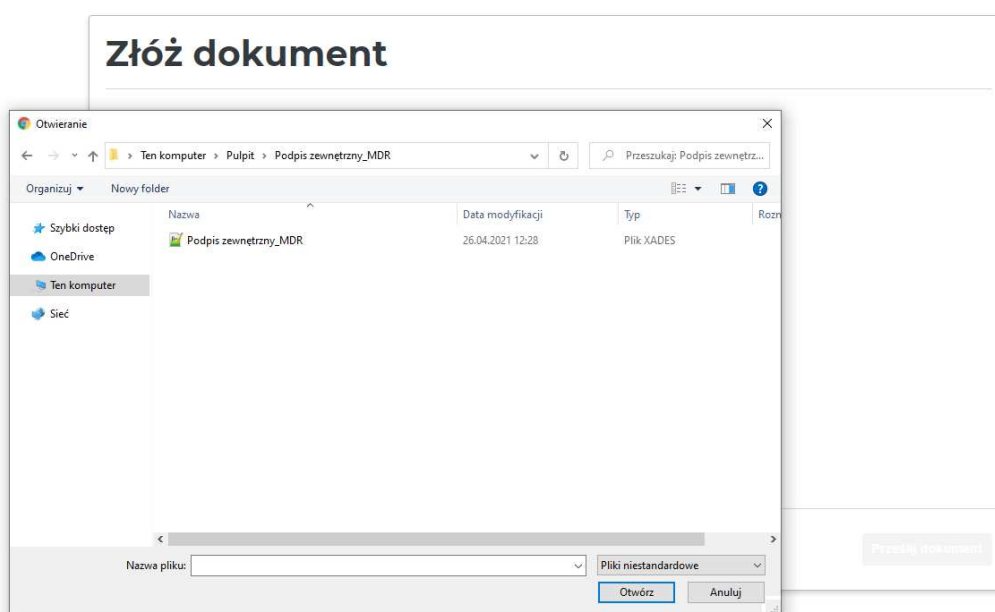 Złóż dokument
Otwieranie
Ten komputer › Pulpit › Podpis zewnętrzny_MDR
Przeszukaj: Podpis zewnętrz...
Organizuj Nowy folder
Nazwa Data modyfikacji Typ Rozn
Szybki dostęp
Podpis zewnętrzny_MDR 26.04.2021 12:28 Plik XADES
OneDrive
Ten komputer
Sieć
Prześlij dokument
Nazwa pliku: Pliki niestandardowe
Otwórz Anuluj